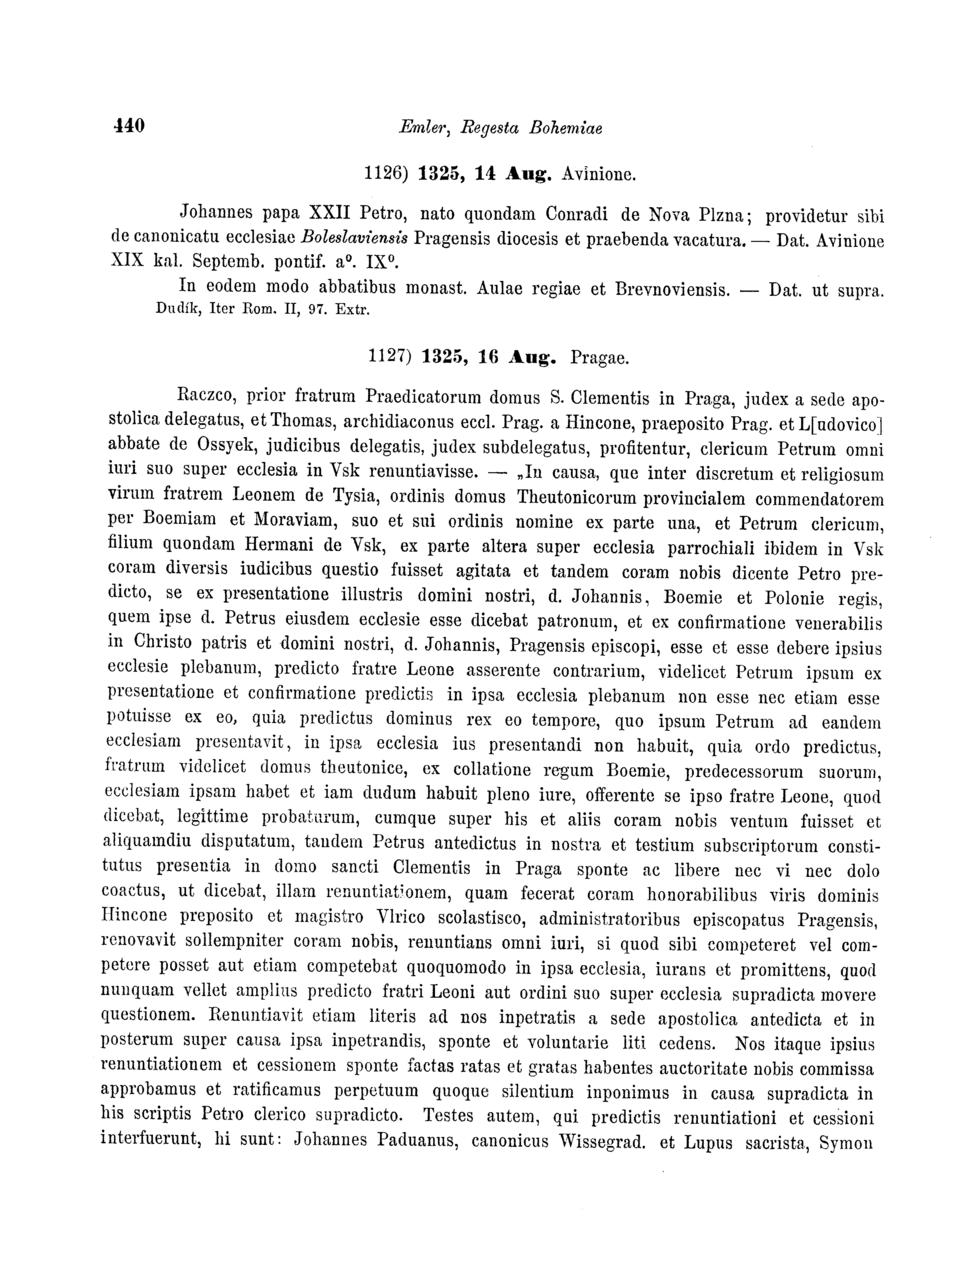 440 Emler, Regesta Bohemiae
1126) 1325, 14 Aug. Avinione.
Johannes papa XXII Petro, nato quondam Conradi de Nova Plzna; providetur sibi
de canonicatu ecclesiae Boleslaviensis Pragensis diocesis et praebenda vacatura. — Dat. Avinione
XIX kal. Septemb. pontif. a⁰. IX⁰.
In eodem modo abbatibus monast. Aulae regiae et Brevnoviensis. — Dat. ut supra.
Dudík, Iter Rom. II, 97. Extr.
1127) 1325, 16 Aug. Pragae.
Raczco, prior fratrum Praedicatorum domus S. Clementis in Praga, judex a sede apo-
stolica delegatus, et Thomas, archidiaconus eccl. Prag. a Hincone, praeposito Prag. et L[udovico]
abbate de Ossyek, judicibus delegatis, judex subdelegatus, profitentur, clericum Petrum omni
iuri suo super ecclesia in Vsk renuntiavisse. — „In causa, que inter discretum et religiosum
virum fratrem Leonem de Tysia, ordinis domus Theutonicorum provincialem commendatorem
per Boemiam et Moraviam, suo et sui ordinis nomine ex parte una, et Petrum clericum,
filium quondam Hermani de Vsk, ex parte altera super ecclesia parrochiali ibidem in Vsk
coram diversis iudicibus questio fuisset agitata et tandem coram nobis dicente Petro pre-
dicto, se ex presentatione illustris domini nostri, d. Johannis, Boemie et Polonie regis,
quem ipse d. Petrus eiusdem ecclesie esse dicebat patronum, et ex confirmatione venerabilis
in Christo patris et domini nostri, d. Johannis, Pragensis episcopi, esse et esse debere ipsius
ecclesie plebanum, predicto fratre Leone asserente contrarium, videlicet Petrum ipsum ex
presentatione et confirmatione predictis in ipsa ecclesia plebanum non esse nec etiam esse
potuisse ex eo, quia predictus dominus rex eo tempore, quo ipsum Petrum ad eandem
ecclesiam presentavit, in ipsa ecclesia ius presentandi non habuit, quia ordo predictus,
fratrum videlicet domus theutonice, ex collatione regum Boemie, predecessorum suorum,
ecclesiam ipsam habet et iam dudum habuit pleno iure, offerente se ipso fratre Leone, quod
dicebat, legittime probaturum, cumque super his et aliis coram nobis ventum fuisset et
aliquamdiu disputatum, tandem Petrus antedictus in nostra et testium subscriptorum consti-
tutus presentia in domo sancti Clementis in Praga sponte ac libere nec vi nec dolo
coactus, ut dicebat, illam renuntiationem, quam fecerat coram honorabilibus viris dominis
Hincone preposito et magistro Vlrico scolastisco, administratoribus episcopatus Pragensis,
renovavit sollempniter coram nobis, renuntians omni iuri, si quod sibi competeret vel com-
petere posset aut etiam competebat quoquomodo in ipsa ecclesia, iurans et promittens, quod
nunquam vellet amplius predicto fratri Leoni aut ordini suo super ecclesia supradicta movere
questionem. Renuntiavit etiam literis ad nos inpetratis a sede apostolica antedicta et in
posterum super causa ipsa inpetrandis, sponte et voluntarie liti cedens. Nos itaque ipsius
renuntiationem et cessionem sponte factas ratas et gratas habentes auctoritate nobis commissa
approbamus et ratificamus perpetuum quoque silentium inponimus in causa supradicta in
his scriptis Petro clerico supradicto. Testes autem, qui predictis renuntiationi et cessioni
interfuerunt, hi sunt: Johannes Paduanus, canonicus Wissegrad. et Lupus sacrista, Symon